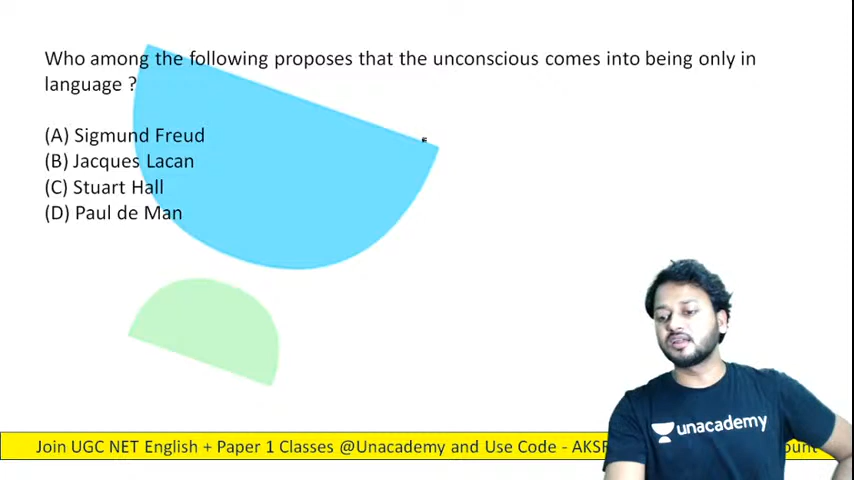 Who among the following proposes that the unconscious comes into being only in
language ?
(A) Sigmund Freud
(B) Jacques Lacan
(C) Stuart Hall
(D) Paul de Man
unacademy
Join UGC NET English + Paper 1 Classes @Unacademy and Use Code -